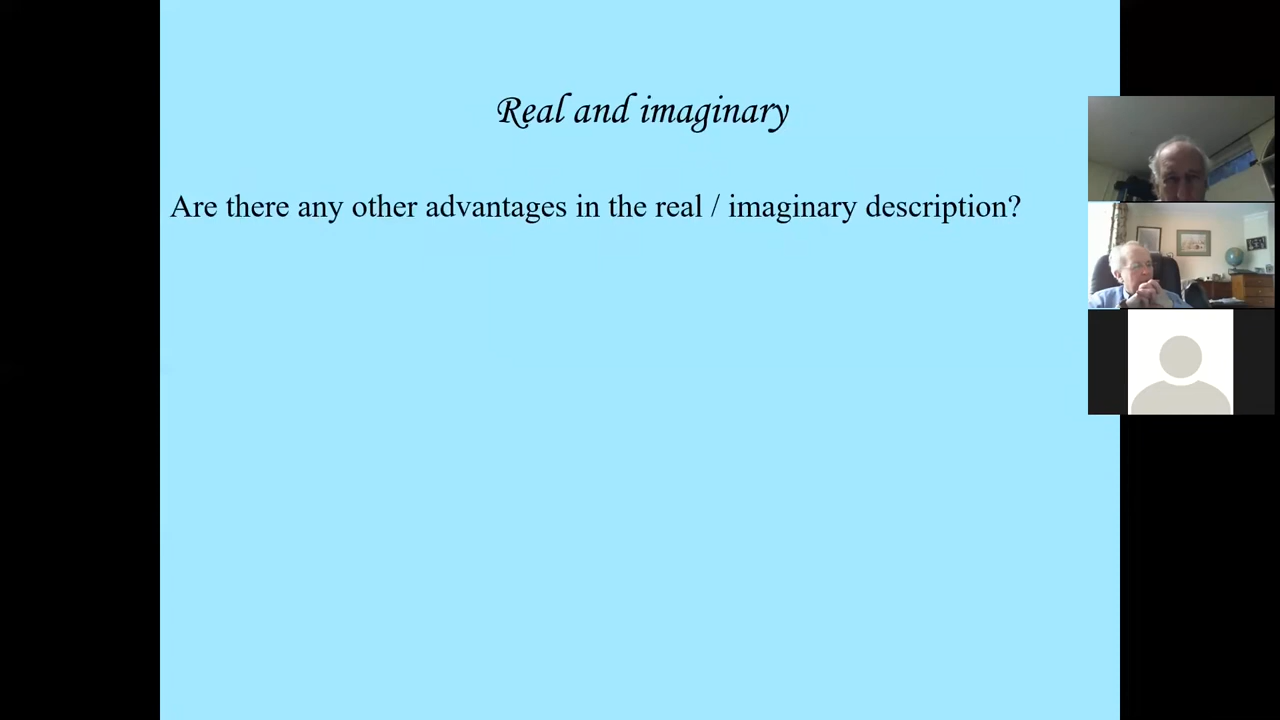 Real and imaginary
Are there any other advantages in the real / imaginary description?